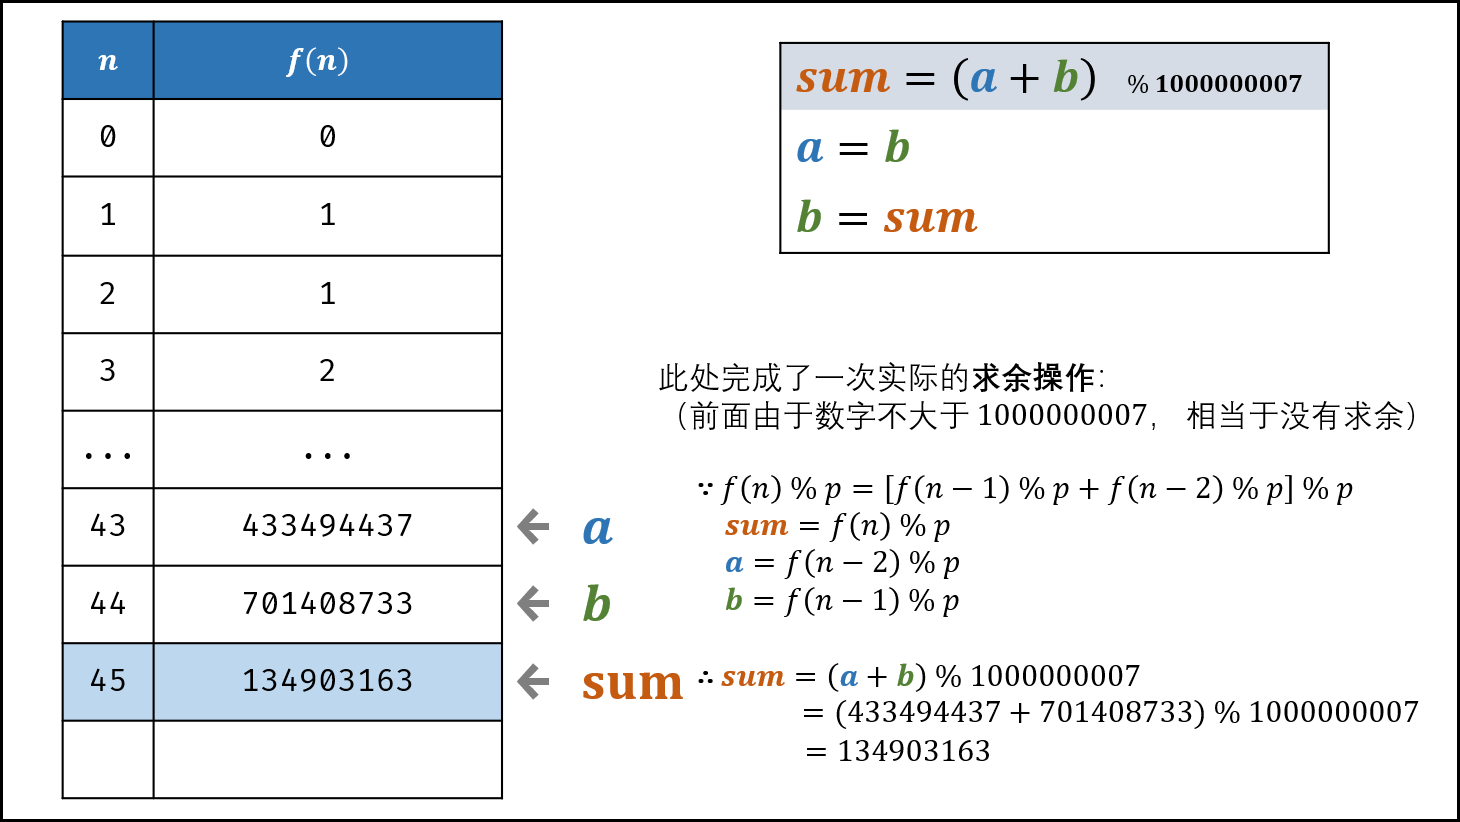 n f(n)
0 0
1 1
2 1
3 2
... ...
43 433494437
44 701408733
45 134903163
a
b
sum
sum = (a + b) % 1000000007
a = b
b = sum
此处完成了一次实际的求余操作：
（前面由于数字不大于 1000000007， 相当于没有求余）
∵ f(n) % p = [f(n − 1) % p + f(n − 2) % p] % p
sum = f(n) % p
a = f(n − 2) % p
b = f(n − 1) % p
∴ sum = (a + b) % 1000000007
= (433494437 + 701408733) % 1000000007
= 134903163